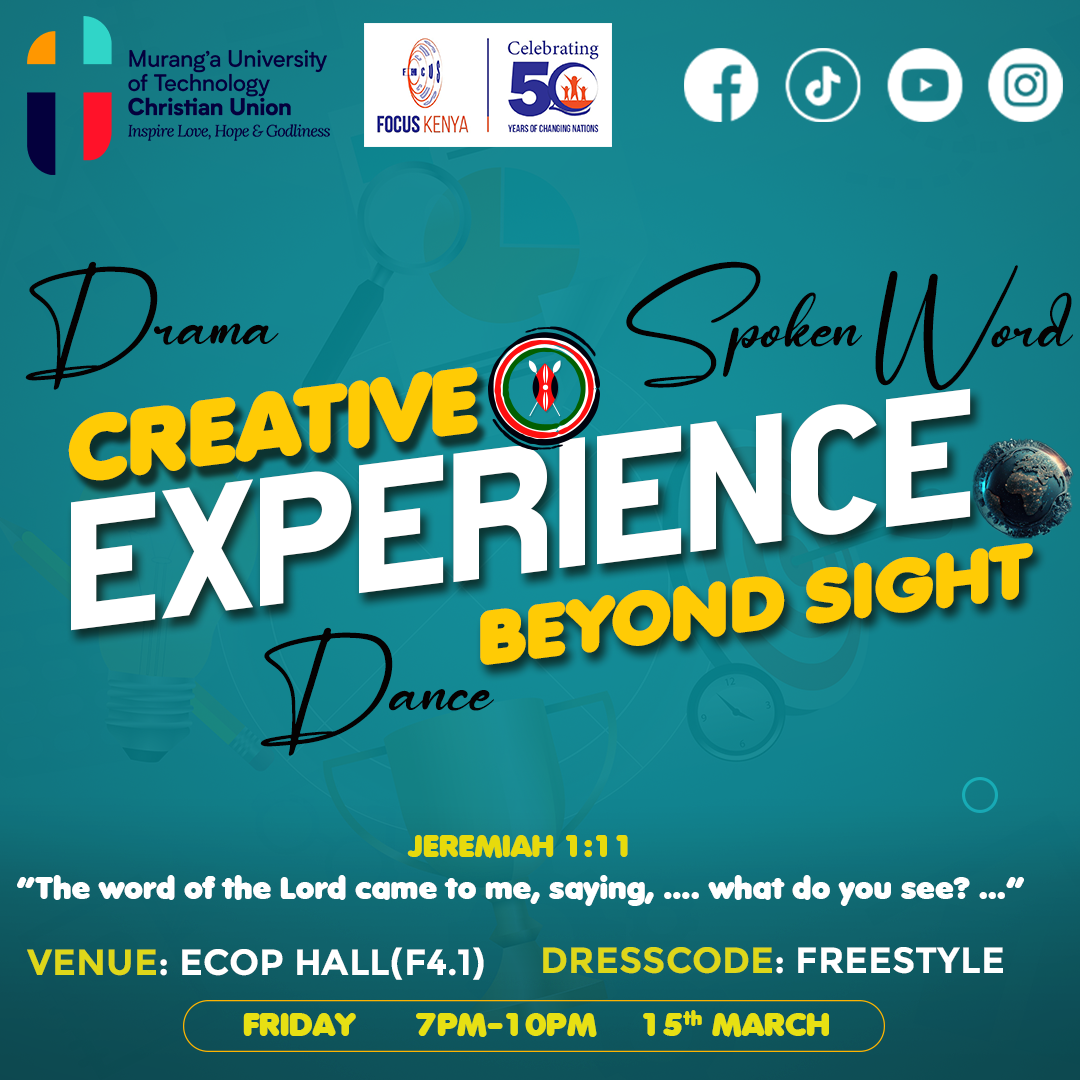 Murang'a University
of Technology
Christian Union
Inspire Love, Hope & Godliness
FOCUS
FOCUS KENYA
Celebrating
50
YEARS OF CHANGING NATIONS
Drama
Spoken Word
CREATIVE
EXPERIENCE
BEYOND SIGHT
Dance
JEREMIAH 1:11
"The word of the Lord came to me, saying, .... what do you see? ..."
VENUE: ECOP HALL(F4.1)
DRESSCODE: FREESTYLE
FRIDAY 7PM-10PM 15th MARCH